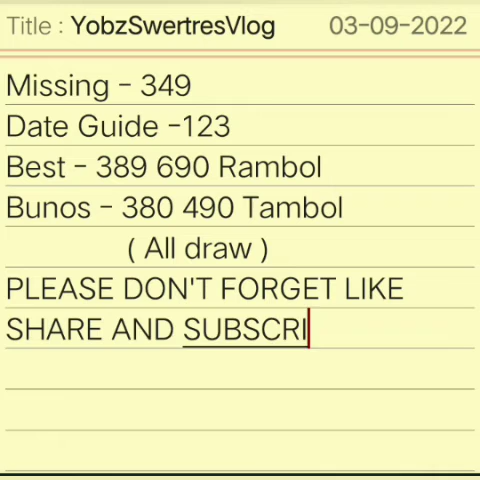 Title : YobzSwertresVlog 03-09-2022
Missing - 349
Date Guide -123
Best - 389 690 Rambol
Bunos - 380 490 Tambol
( All draw )
PLEASE DON'T FORGET LIKE
SHARE AND SUBSCRI